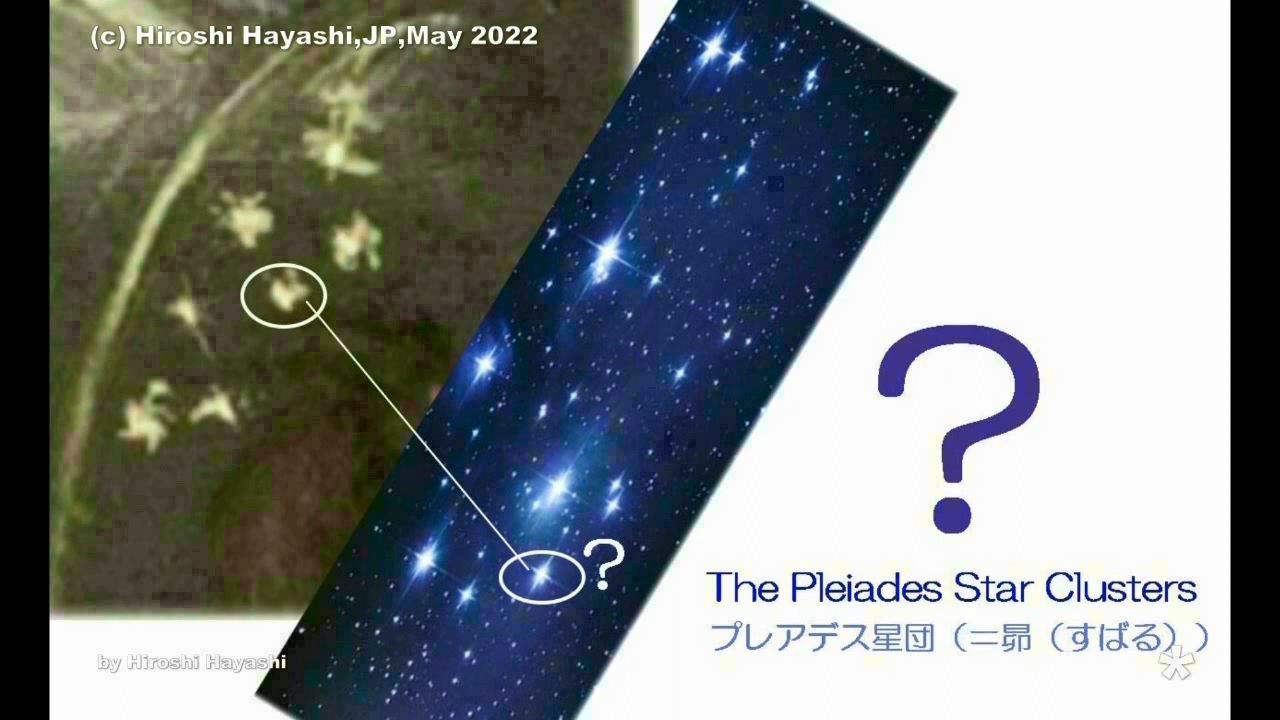 (c) Hiroshi Hayashi,JP,May 2022
?
?
The Pleiades Star Clusters
プレアデス星団（＝昴（すばる））
by Hiroshi Hayashi